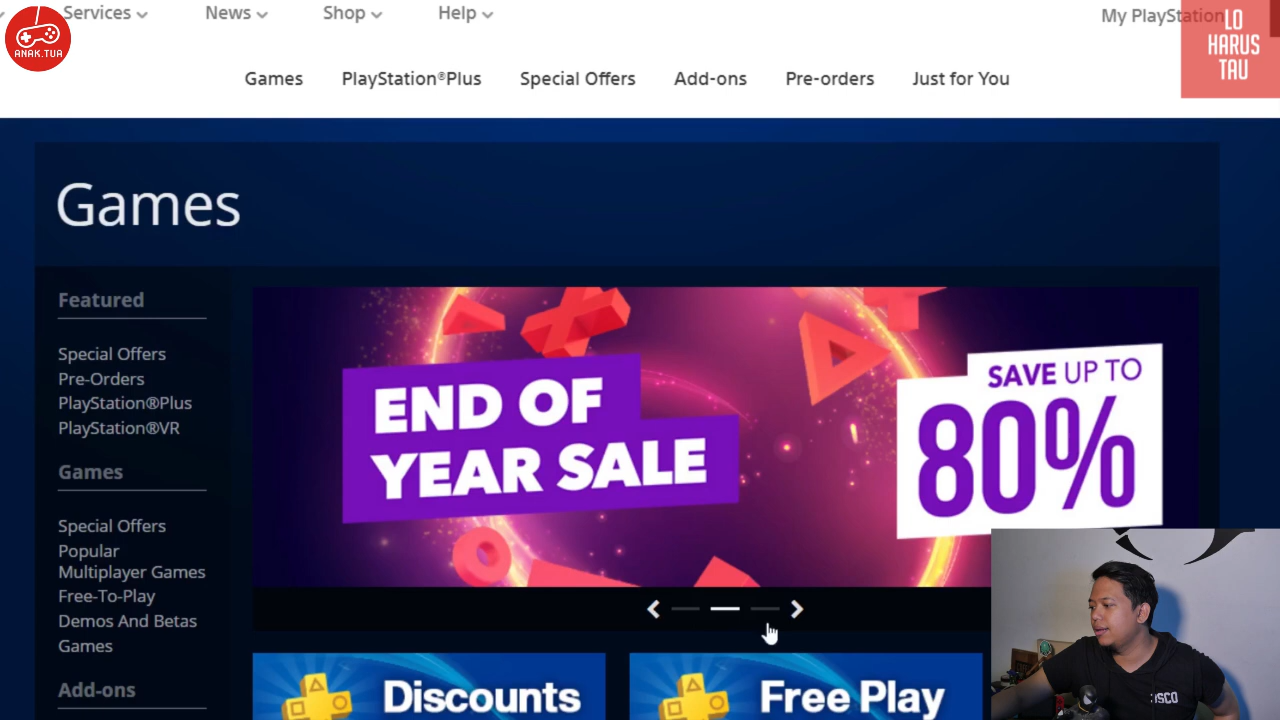 Services
News
Shop
Help
My PlayStation
ANAK.TUA
LO
HARUS
TAU
Games
PlayStation®Plus
Special Offers
Add-ons
Pre-orders
Just for You
Games
Featured
Special Offers
Pre-Orders
PlayStation®Plus
PlayStation®VR
Games
Special Offers
Popular
Multiplayer Games
Free-To-Play
Demos And Betas
Games
Add-ons
END OF
YEAR SALE
SAVE UP TO
80%
Discounts
Free Play